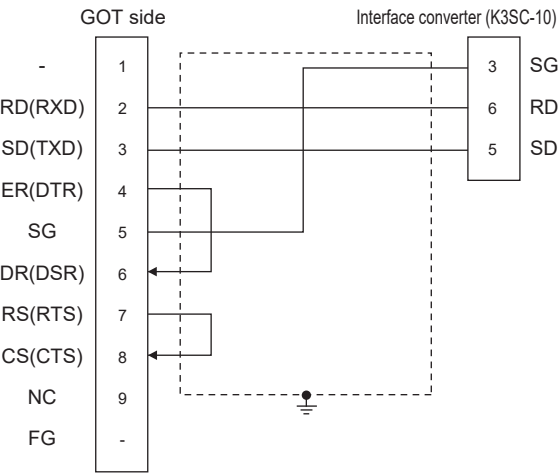 GOT side Interface converter (K3SC-10)
- 1 3 SG
RD(RXD) 2 6 RD
SD(TXD) 3 5 SD
ER(DTR) 4
SG 5
DR(DSR) 6
RS(RTS) 7
CS(CTS) 8
NC 9
FG -